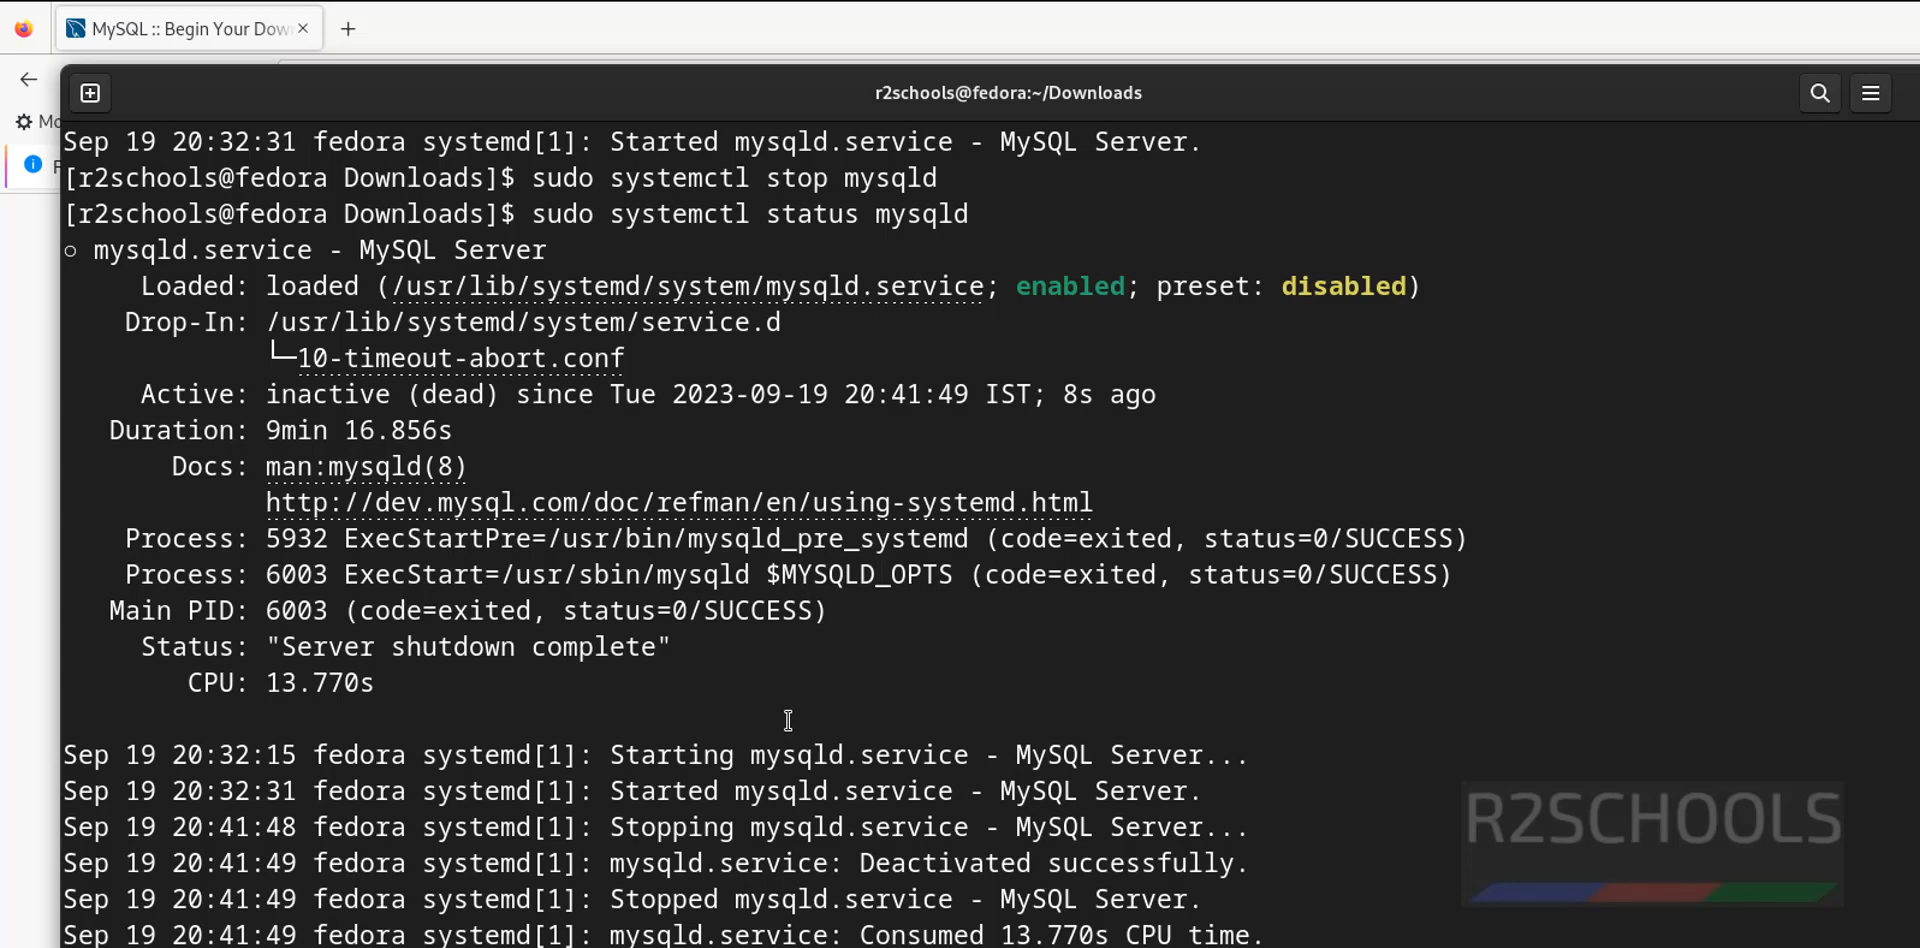 MySQL :: Begin Your Dow
r2schools@fedora:~/Downloads
Mo
Sep 19 20:32:31 fedora systemd[1]: Started mysqld.service - MySQL Server.
[r2schools@fedora Downloads]$ sudo systemctl stop mysqld
[r2schools@fedora Downloads]$ sudo systemctl status mysqld
○ mysqld.service - MySQL Server
Loaded: loaded (/usr/lib/systemd/system/mysqld.service; enabled; preset: disabled)
Drop-In: /usr/lib/systemd/system/service.d
└─10-timeout-abort.conf
Active: inactive (dead) since Tue 2023-09-19 20:41:49 IST; 8s ago
Duration: 9min 16.856s
Docs: man:mysqld(8)
http://dev.mysql.com/doc/refman/en/using-systemd.html
Process: 5932 ExecStartPre=/usr/bin/mysqld_pre_systemd (code=exited, status=0/SUCCESS)
Process: 6003 ExecStart=/usr/sbin/mysqld $MYSQLD_OPTS (code=exited, status=0/SUCCESS)
Main PID: 6003 (code=exited, status=0/SUCCESS)
Status: "Server shutdown complete"
CPU: 13.770s
Sep 19 20:32:15 fedora systemd[1]: Starting mysqld.service - MySQL Server...
Sep 19 20:32:31 fedora systemd[1]: Started mysqld.service - MySQL Server.
Sep 19 20:41:48 fedora systemd[1]: Stopping mysqld.service - MySQL Server...
Sep 19 20:41:49 fedora systemd[1]: mysqld.service: Deactivated successfully.
Sep 19 20:41:49 fedora systemd[1]: Stopped mysqld.service - MySQL Server.
Sep 19 20:41:49 fedora systemd[1]: mysqld.service: Consumed 13.770s CPU time.
R2SCHOOLS